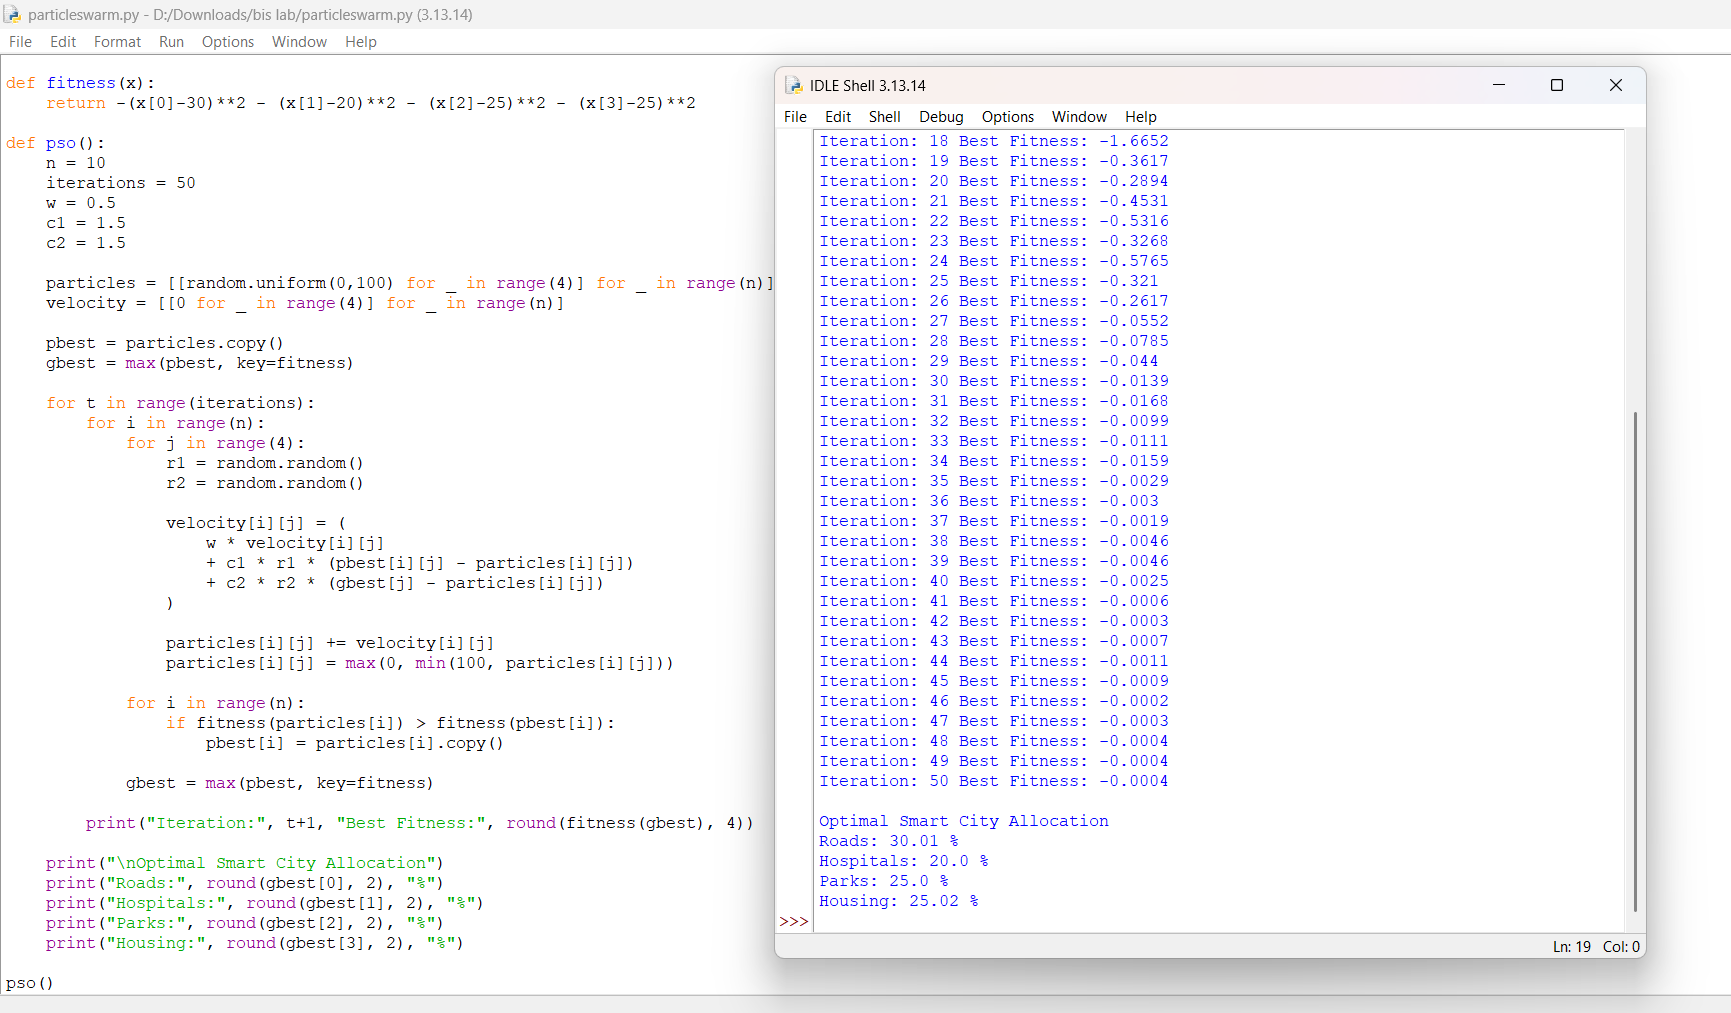 particleswarm.py - D:/Downloads/bis lab/particleswarm.py (3.13.14)
File Edit Format Run Options Window Help
def fitness(x):
    return -(x[0]-30)**2 - (x[1]-20)**2 - (x[2]-25)**2 - (x[3]-25)**2
def pso():
    n = 10
    iterations = 50
    w = 0.5
    c1 = 1.5
    c2 = 1.5
    particles = [[random.uniform(0,100) for _ in range(4)] for _ in range(n)]
    velocity = [[0 for _ in range(4)] for _ in range(n)]
    pbest = particles.copy()
    gbest = max(pbest, key=fitness)
    for t in range(iterations):
        for i in range(n):
            for j in range(4):
                r1 = random.random()
                r2 = random.random()
                velocity[i][j] = (
                    w * velocity[i][j]
                    + c1 * r1 * (pbest[i][j] - particles[i][j])
                    + c2 * r2 * (gbest[j] - particles[i][j])
                )
                particles[i][j] += velocity[i][j]
                particles[i][j] = max(0, min(100, particles[i][j]))
            for i in range(n):
                if fitness(particles[i]) > fitness(pbest[i]):
                    pbest[i] = particles[i].copy()
            gbest = max(pbest, key=fitness)
        print("Iteration:", t+1, "Best Fitness:", round(fitness(gbest), 4))
    print("\nOptimal Smart City Allocation")
    print("Roads:", round(gbest[0], 2), "%")
    print("Hospitals:", round(gbest[1], 2), "%")
    print("Parks:", round(gbest[2], 2), "%")
    print("Housing:", round(gbest[3], 2), "%")
pso()
IDLE Shell 3.13.14
File Edit Shell Debug Options Window Help
Iteration: 18 Best Fitness: -1.6652
Iteration: 19 Best Fitness: -0.3617
Iteration: 20 Best Fitness: -0.2894
Iteration: 21 Best Fitness: -0.4531
Iteration: 22 Best Fitness: -0.5316
Iteration: 23 Best Fitness: -0.3268
Iteration: 24 Best Fitness: -0.5765
Iteration: 25 Best Fitness: -0.321
Iteration: 26 Best Fitness: -0.2617
Iteration: 27 Best Fitness: -0.0552
Iteration: 28 Best Fitness: -0.0785
Iteration: 29 Best Fitness: -0.044
Iteration: 30 Best Fitness: -0.0139
Iteration: 31 Best Fitness: -0.0168
Iteration: 32 Best Fitness: -0.0099
Iteration: 33 Best Fitness: -0.0111
Iteration: 34 Best Fitness: -0.0159
Iteration: 35 Best Fitness: -0.0029
Iteration: 36 Best Fitness: -0.003
Iteration: 37 Best Fitness: -0.0019
Iteration: 38 Best Fitness: -0.0046
Iteration: 39 Best Fitness: -0.0046
Iteration: 40 Best Fitness: -0.0025
Iteration: 41 Best Fitness: -0.0006
Iteration: 42 Best Fitness: -0.0003
Iteration: 43 Best Fitness: -0.0007
Iteration: 44 Best Fitness: -0.0011
Iteration: 45 Best Fitness: -0.0009
Iteration: 46 Best Fitness: -0.0002
Iteration: 47 Best Fitness: -0.0003
Iteration: 48 Best Fitness: -0.0004
Iteration: 49 Best Fitness: -0.0004
Iteration: 50 Best Fitness: -0.0004
Optimal Smart City Allocation
Roads: 30.01 %
Hospitals: 20.0 %
Parks: 25.0 %
Housing: 25.02 %
>>>
Ln: 19 Col: 0